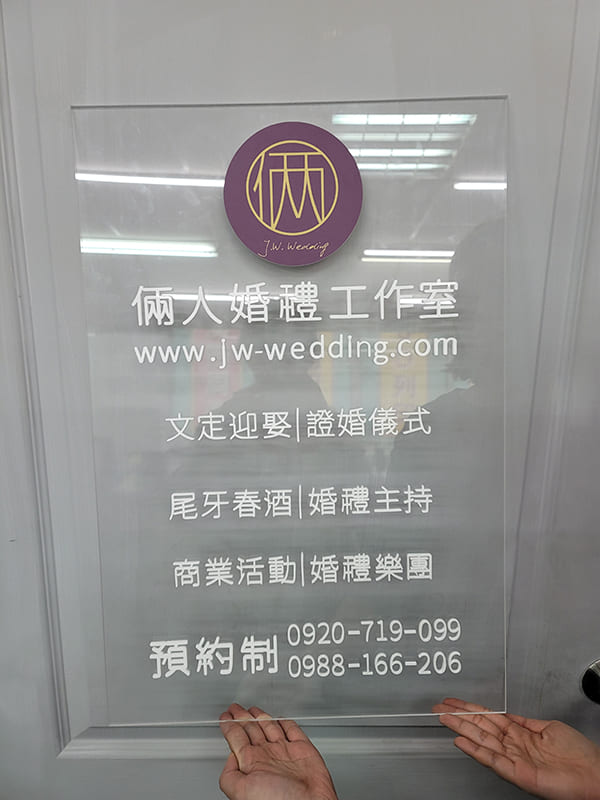 倆
J.W. Wedding
倆人婚禮工作室
www.jw-wedding.com
文定迎娶|證婚儀式
尾牙春酒|婚禮主持
商業活動|婚禮樂團
預約制 0920-719-099
0988-166-206